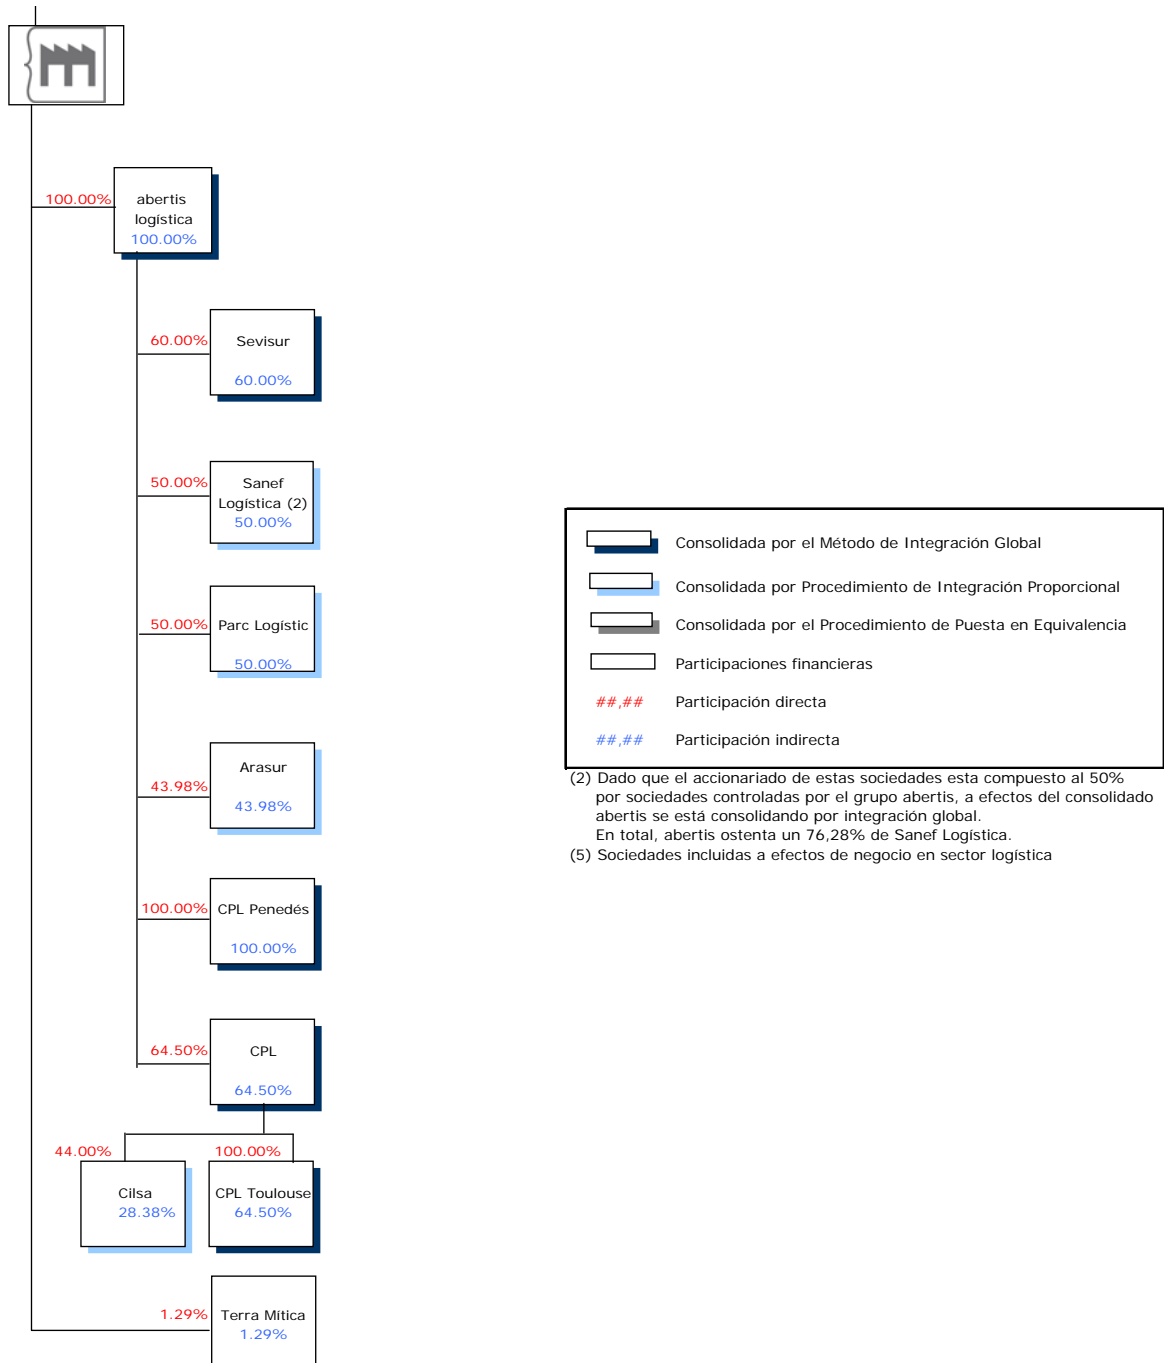 100.00%
abertis
logística
100.00%
60.00%
Sevisur
60.00%
50.00%
Sanef
Logística (2)
50.00%
50.00%
Parc Logístic
50.00%
43.98%
Arasur
43.98%
100.00%
CPL Penedés
100.00%
64.50%
CPL
64.50%
44.00%
100.00%
Cilsa
28.38%
CPL Toulouse
64.50%
1.29%
Terra Mítica
1.29%
Consolidada por el Método de Integración Global
Consolidada por Procedimiento de Integración Proporcional
Consolidada por el Procedimiento de Puesta en Equivalencia
Participaciones financieras
##,## Participación directa
##,## Participación indirecta
(2) Dado que el accionariado de estas sociedades esta compuesto al 50%
por sociedades controladas por el grupo abertis, a efectos del consolidado
abertis se está consolidando por integración global.
En total, abertis ostenta un 76,28% de Sanef Logística.
(5) Sociedades incluidas a efectos de negocio en sector logística